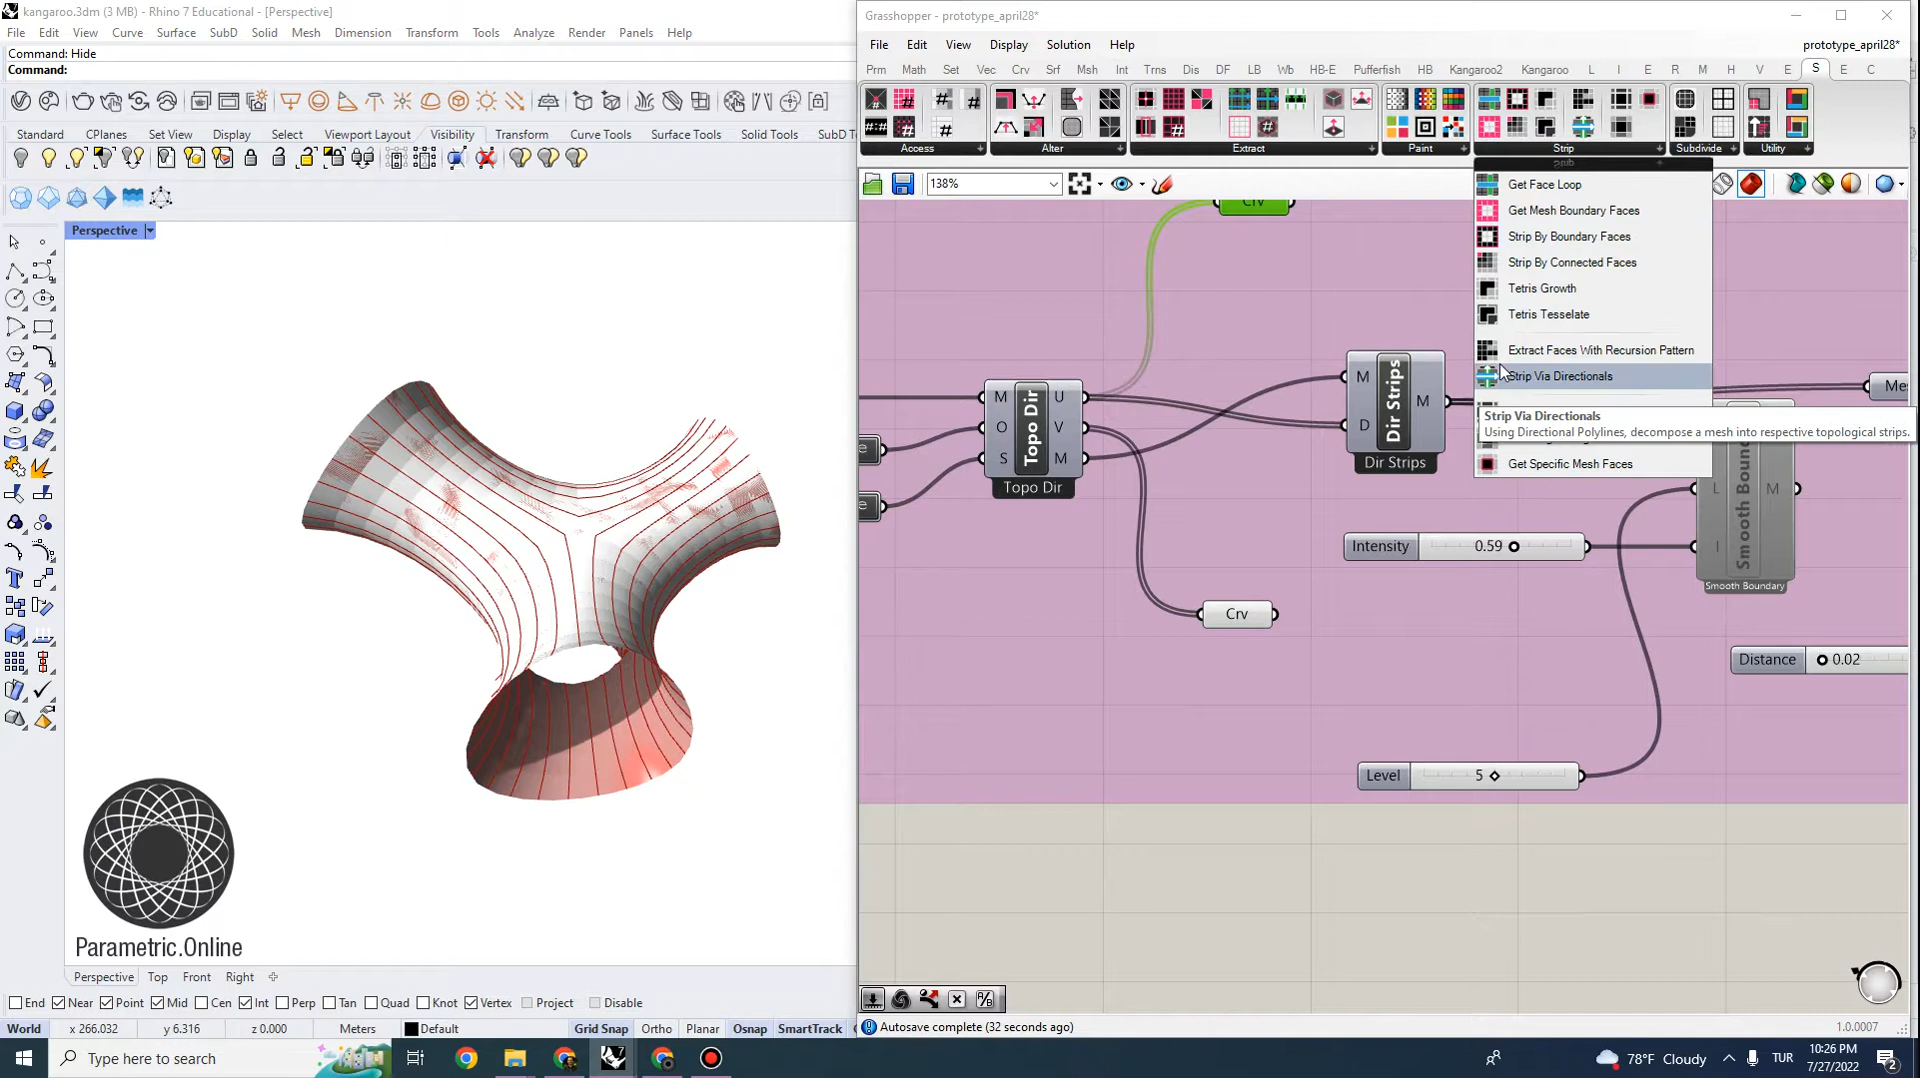 kangaroo.3dm (3 MB) - Rhino 7 Educational - [Perspective]
File Edit View Curve Surface SubD Solid Mesh Dimension Transform Tools Analyze Render Panels Help
Command: Hide
Command:
Standard CPlanes Set View Display Select Viewport Layout Visibility Transform Curve Tools Surface Tools Solid Tools SubD T
Perspective
Parametric.Online
Perspective Top Front Right
End Near Point Mid Cen Int Perp Tan Quad Knot Vertex Project Disable
World x 266.032 y 6.316 z 0.000 Meters Default Grid Snap Ortho Planar Osnap SmartTrack
Grasshopper - prototype_april28*
File Edit View Display Solution Help prototype_april28*
Prm Math Set Vec Crv Srf Msh Int Trns Dis DF LB Wb HB-E Pufferfish HB Kangaroo2 Kangaroo L I E R M H V E S E C
Access Alter Extract Paint Strip Subdivide Utility
138%
Get Face Loop
Get Mesh Boundary Faces
Strip By Boundary Faces
Strip By Connected Faces
Tetris Growth
Tetris Tesselate
Extract Faces With Recursion Pattern
Strip Via Directionals
Strip Via Directionals
Using Directional Polylines, decompose a mesh into respective topological strips.
Get Specific Mesh Faces
Crv
e
e
M O S Topo Dir U V M
Topo Dir
M D Dir Strips M
Dir Strips
Mes
L I Smooth Bound M
Smooth Boundary
Intensity 0.59
Crv
Distance 0.02
Level 5
Autosave complete (32 seconds ago) 1.0.0007
Type here to search
78°F Cloudy TUR 10:26 PM
7/27/2022
2